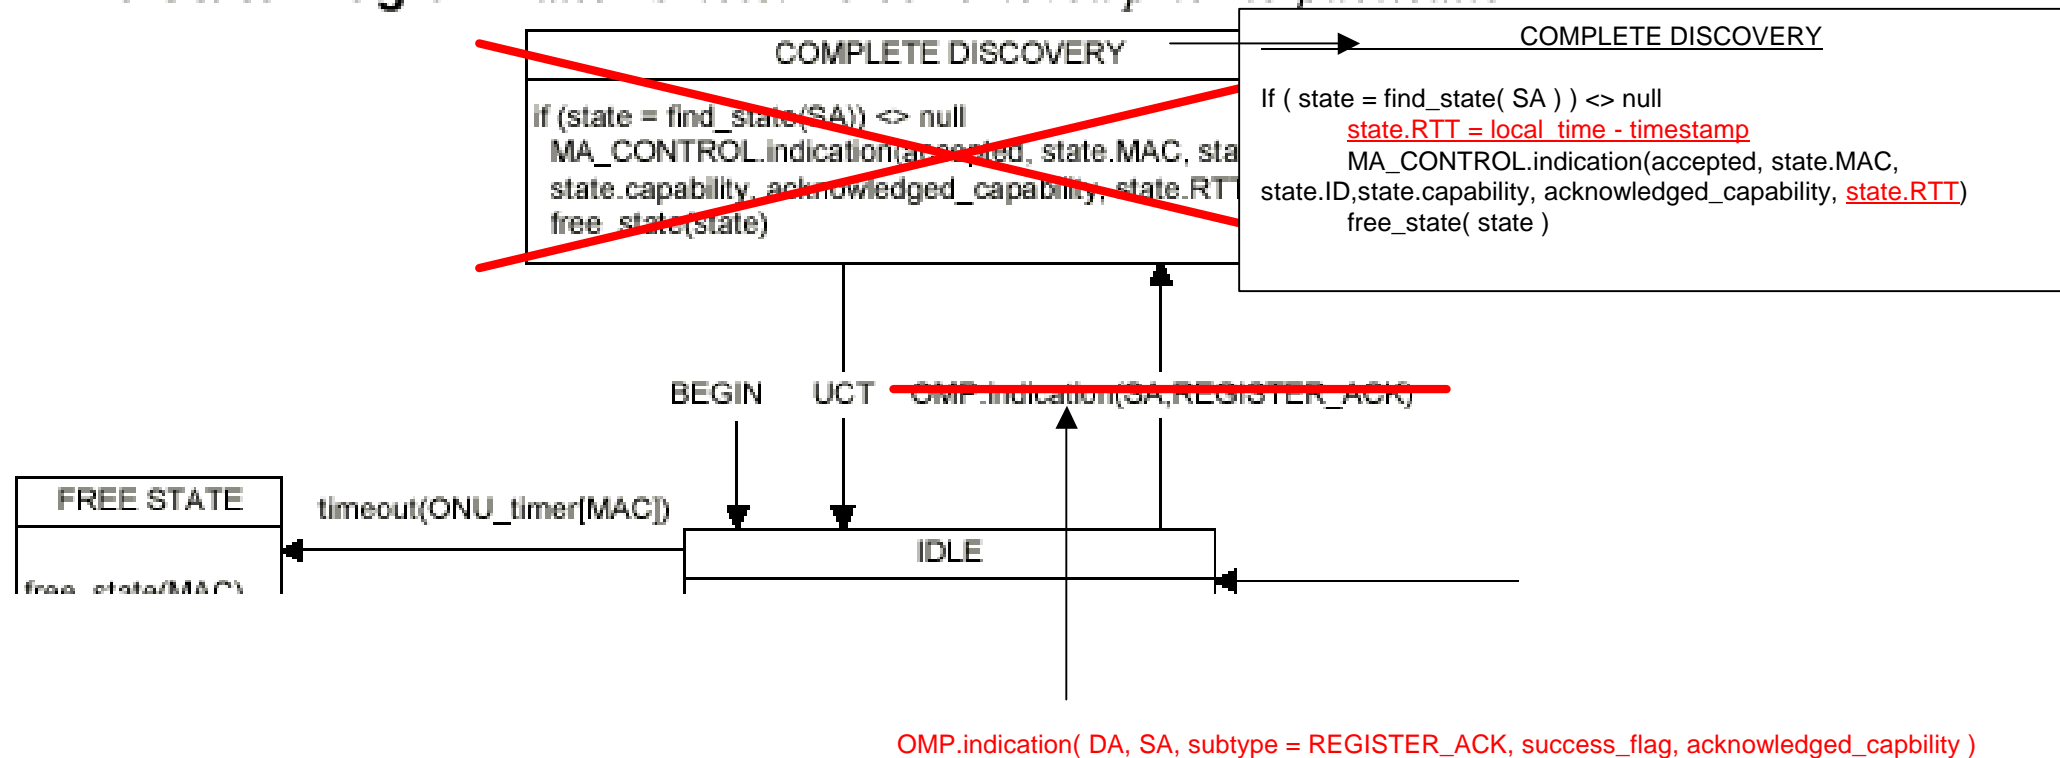 COMPLETE DISCOVERY
if (state = find_state(SA)) <> null
MA_CONTROL.indication(accepted, state.MAC, sta
state.capability, acknowledged_capability, state.RTT
free_state(state)
COMPLETE DISCOVERY
If ( state = find_state( SA ) ) <> null
state.RTT = local_time - timestamp
MA_CONTROL.indication(accepted, state.MAC,
state.ID,state.capability, acknowledged_capability, state.RTT)
free_state( state )
BEGIN UCT OMP.indication(SA,REGISTER_ACK)
FREE STATE
timeout(ONU_timer[MAC])
IDLE
free_state(MAC)
OMP.indication( DA, SA, subtype = REGISTER_ACK, success_flag, acknowledged_capbility )